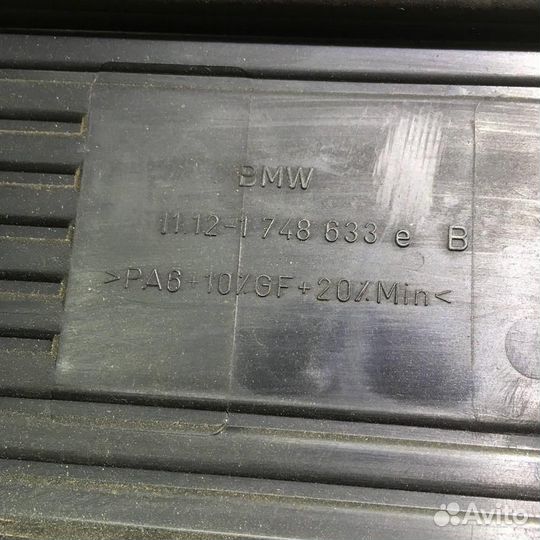 BMW
11.12-1 748 633 e B
>PA6+10%GF+20%Min<
Avito